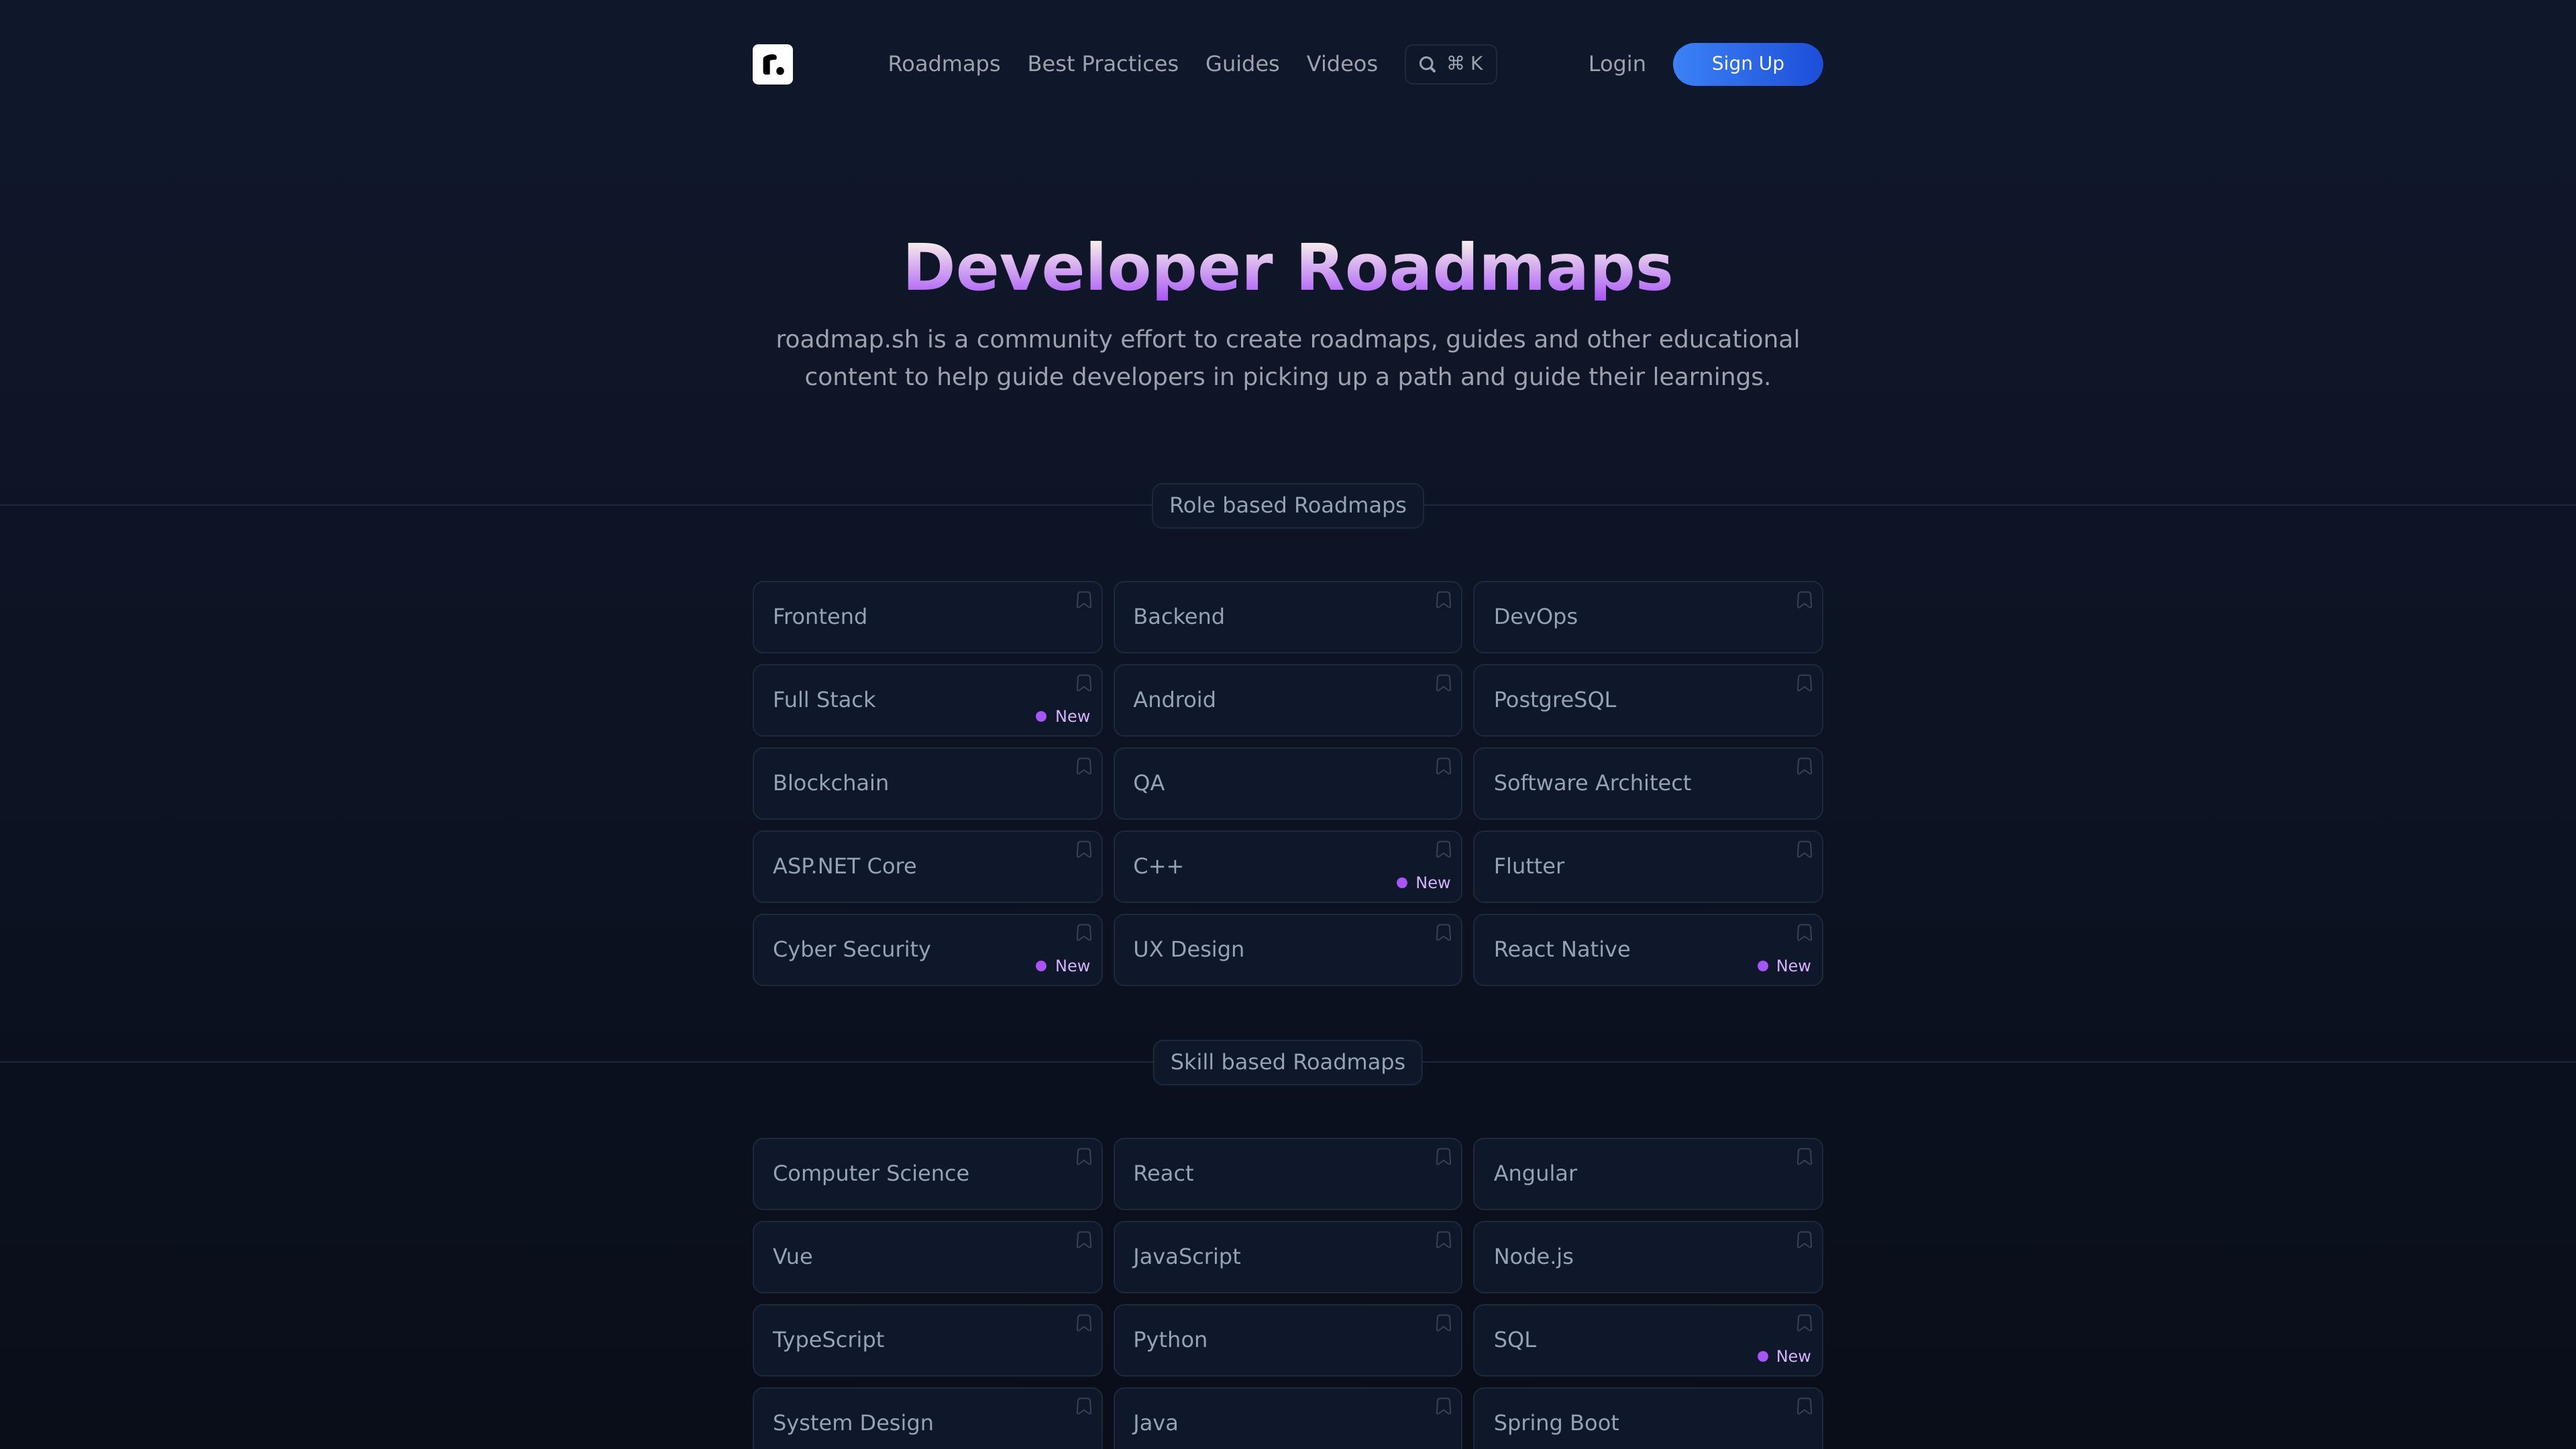 r.
Roadmaps
Best Practices
Guides
Videos
⌘ K
Login
Sign Up
Developer Roadmaps
roadmap.sh is a community effort to create roadmaps, guides and other educational
content to help guide developers in picking up a path and guide their learnings.
Role based Roadmaps
Frontend
Backend
DevOps
Full Stack
New
Android
PostgreSQL
Blockchain
QA
Software Architect
ASP.NET Core
C++
New
Flutter
Cyber Security
New
UX Design
React Native
New
Skill based Roadmaps
Computer Science
React
Angular
Vue
JavaScript
Node.js
TypeScript
Python
SQL
New
System Design
Java
Spring Boot